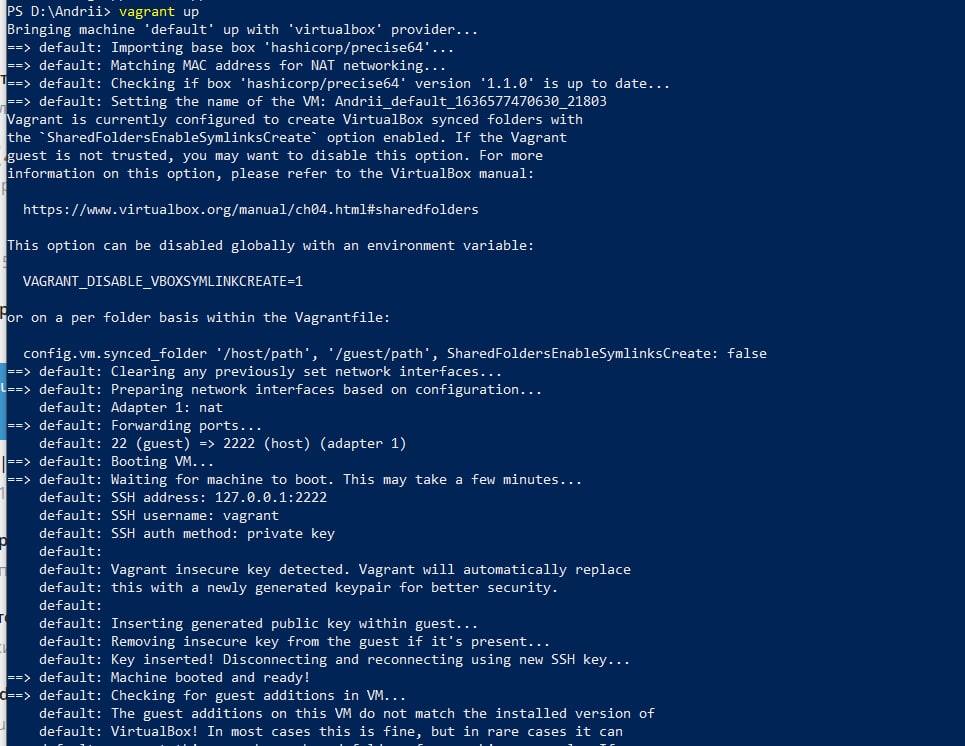 PS D:\Andrii> vagrant up
Bringing machine 'default' up with 'virtualbox' provider...
==> default: Importing base box 'hashicorp/precise64'...
==> default: Matching MAC address for NAT networking...
==> default: Checking if box 'hashicorp/precise64' version '1.1.0' is up to date...
==> default: Setting the name of the VM: Andrii_default_1636577470630_21803
Vagrant is currently configured to create VirtualBox synced folders with
the `SharedFoldersEnableSymlinksCreate` option enabled. If the Vagrant
guest is not trusted, you may want to disable this option. For more
information on this option, please refer to the VirtualBox manual:
https://www.virtualbox.org/manual/ch04.html#sharedfolders
This option can be disabled globally with an environment variable:
VAGRANT_DISABLE_VBOXSYMLINKCREATE=1
or on a per folder basis within the Vagrantfile:
config.vm.synced_folder '/host/path', '/guest/path', SharedFoldersEnableSymlinksCreate: false
==> default: Clearing any previously set network interfaces...
==> default: Preparing network interfaces based on configuration...
default: Adapter 1: nat
==> default: Forwarding ports...
default: 22 (guest) => 2222 (host) (adapter 1)
==> default: Booting VM...
==> default: Waiting for machine to boot. This may take a few minutes...
default: SSH address: 127.0.0.1:2222
default: SSH username: vagrant
default: SSH auth method: private key
default:
default: Vagrant insecure key detected. Vagrant will automatically replace
default: this with a newly generated keypair for better security.
default:
default: Inserting generated public key within guest...
default: Removing insecure key from the guest if it's present...
default: Key inserted! Disconnecting and reconnecting using new SSH key...
==> default: Machine booted and ready!
==> default: Checking for guest additions in VM...
default: The guest additions on this VM do not match the installed version of
default: VirtualBox! In most cases this is fine, but in rare cases it can